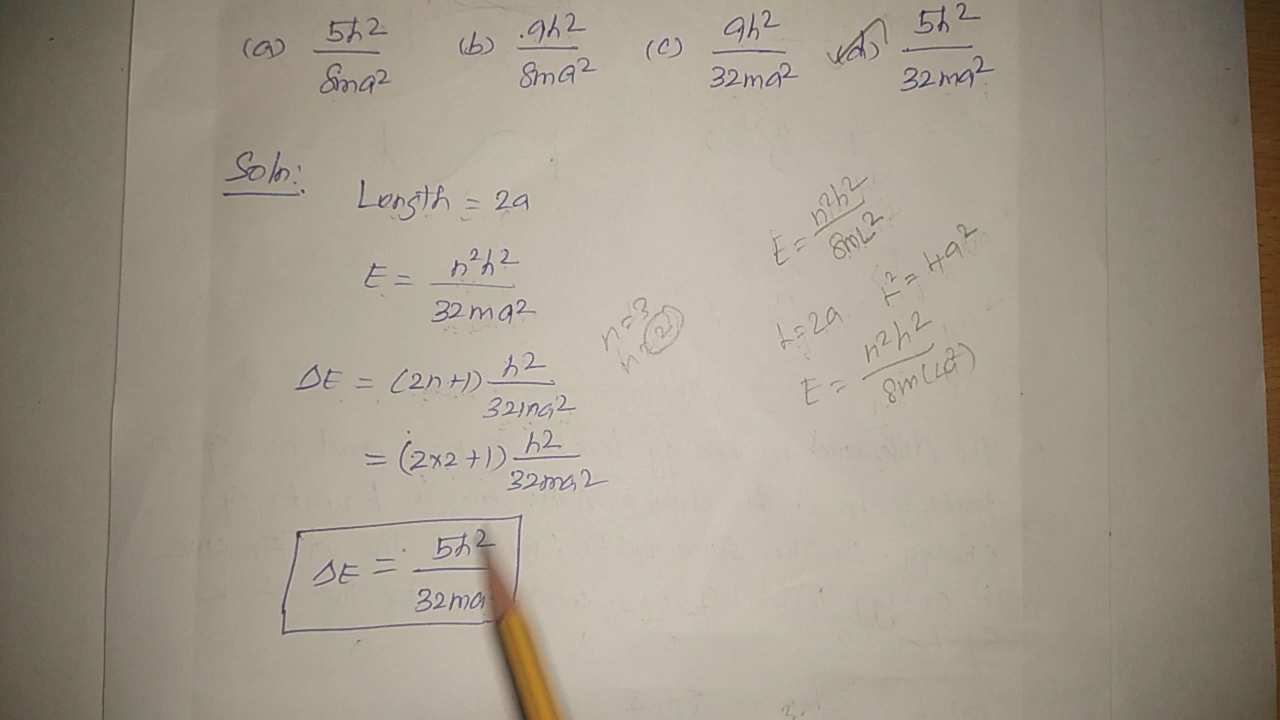 (a) 5h²/8ma² (b) 9h²/8ma² (c) 9h²/32ma² (d) 5h²/32ma²
Soln:
Length = 2a
E = n²h²/32ma²
ΔE = (2n+1) h²/32ma²
= (2×2+1) h²/32ma²
ΔE = 5h²/32ma
n=3
n=2
E = n²h²/8mL²
L=2a L² = 4a²
E = n²h²/8m(4a²)